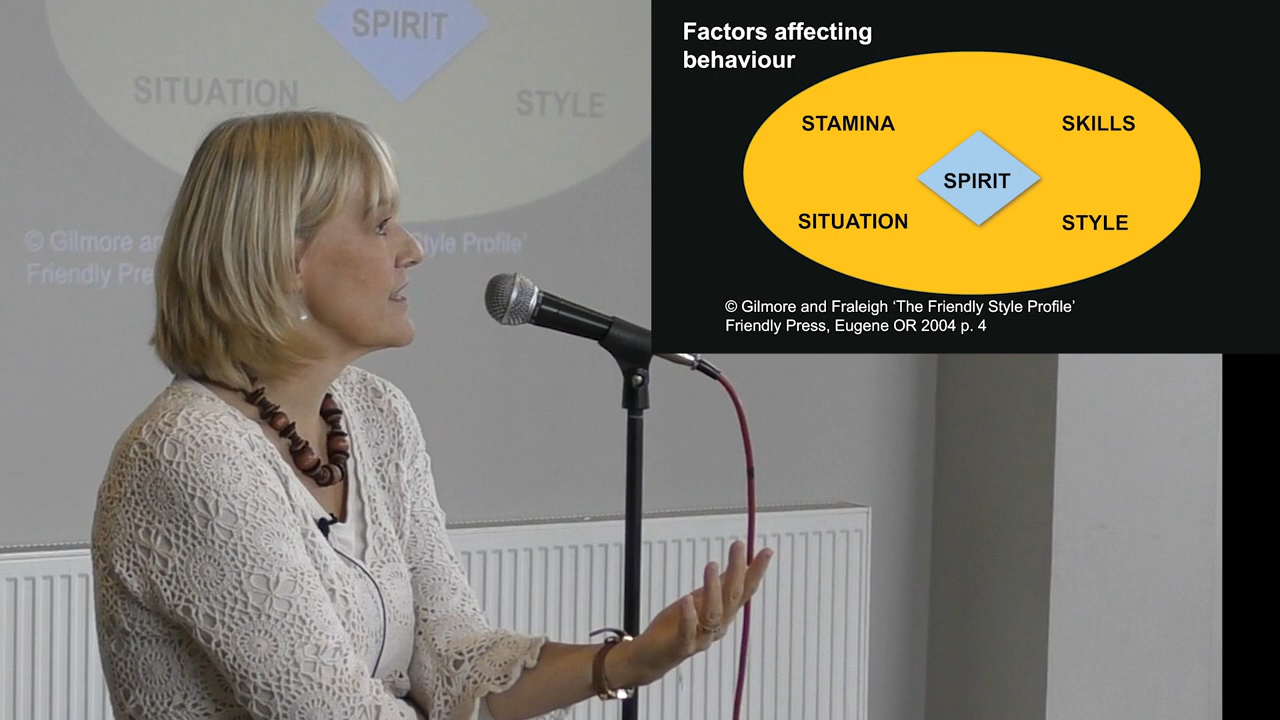 SPIRIT
SITUATION
STYLE
© Gilmore an
Style Profile'
Friendly Pre
Factors affecting
behaviour
STAMINA
SKILLS
SPIRIT
SITUATION
STYLE
© Gilmore and Fraleigh ‘The Friendly Style Profile’
Friendly Press, Eugene OR 2004 p. 4